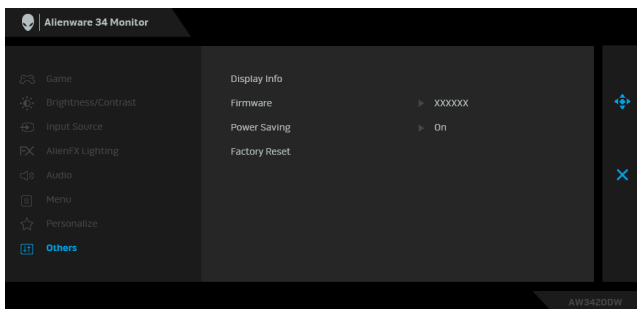 Alienware 34 Monitor
Game
Brightness/Contrast
Input Source
AlienFX Lighting
Audio
Menu
Personalize
Others
Display Info
Firmware XXXXXX
Power Saving On
Factory Reset
AW3420DW